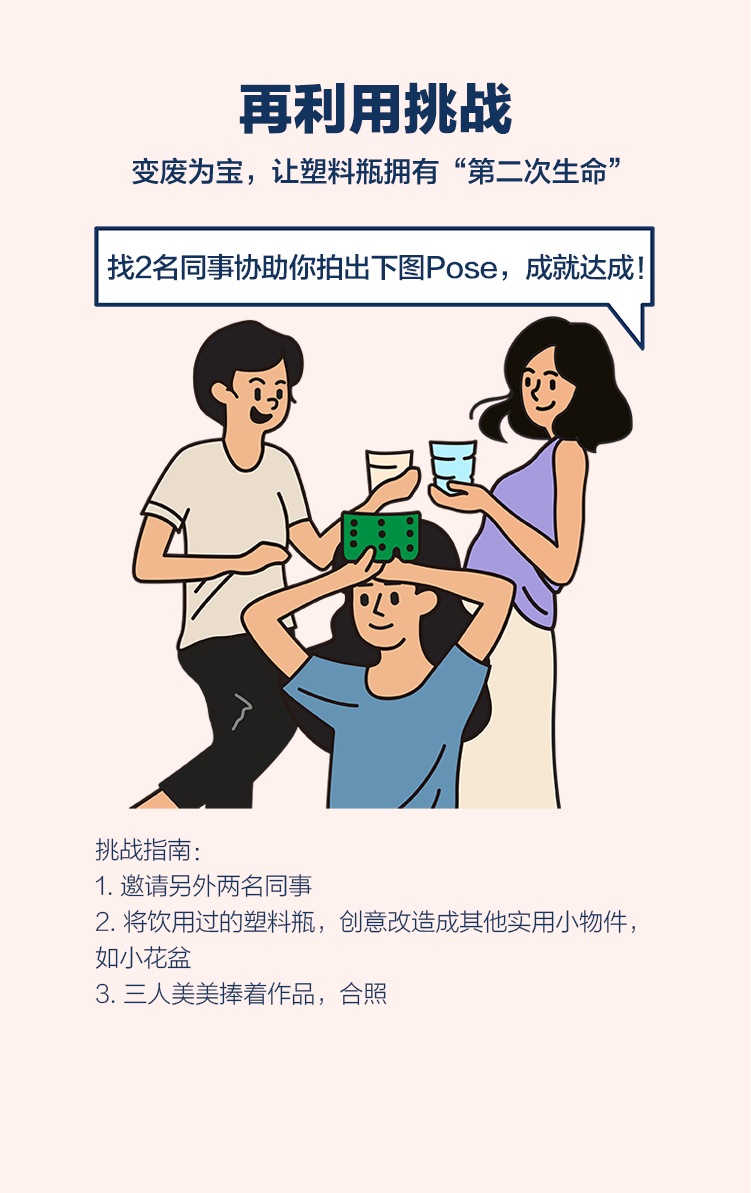 再利用挑战
变废为宝，让塑料瓶拥有“第二次生命”
找2名同事协助你拍出下图Pose，成就达成！
挑战指南：
1. 邀请另外两名同事
2. 将饮用过的塑料瓶，创意改造成其他实用小物件，
如小花盆
3. 三人美美捧着作品，合照